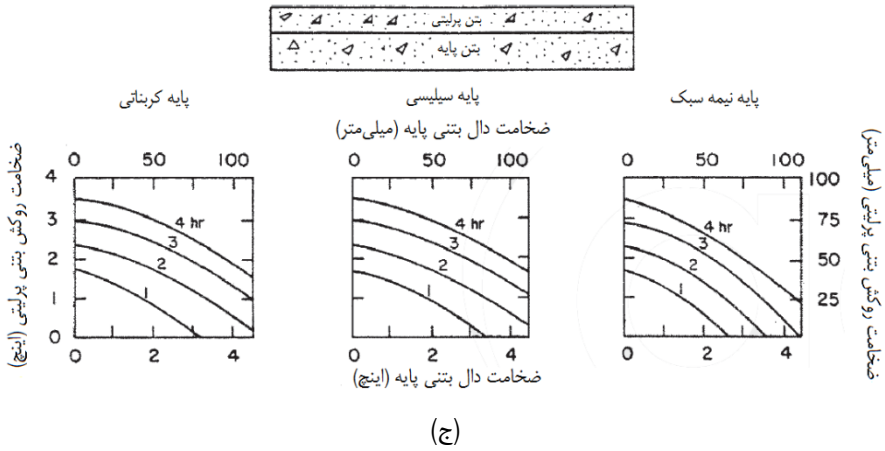 بتن پرلیتی
بتن پایه
پایه کربناتی
پایه سیلیسی
پایه نیمه سبک
ضخامت دال بتنی پایه (میلی‌متر)
0 50 100
0 50 100
0 50 100
ضخامت روکش بتنی پرلیتی (اینچ)
4
3
2
1
0
4 hr
3
2
1
4 hr
3
2
1
4 hr
3
2
1
100
75
50
25
ضخامت روکش بتنی پرلیتی (میلی‌متر)
0 2 4
0 2 4
0 2 4
ضخامت دال بتنی پایه (اینچ)
(ج)